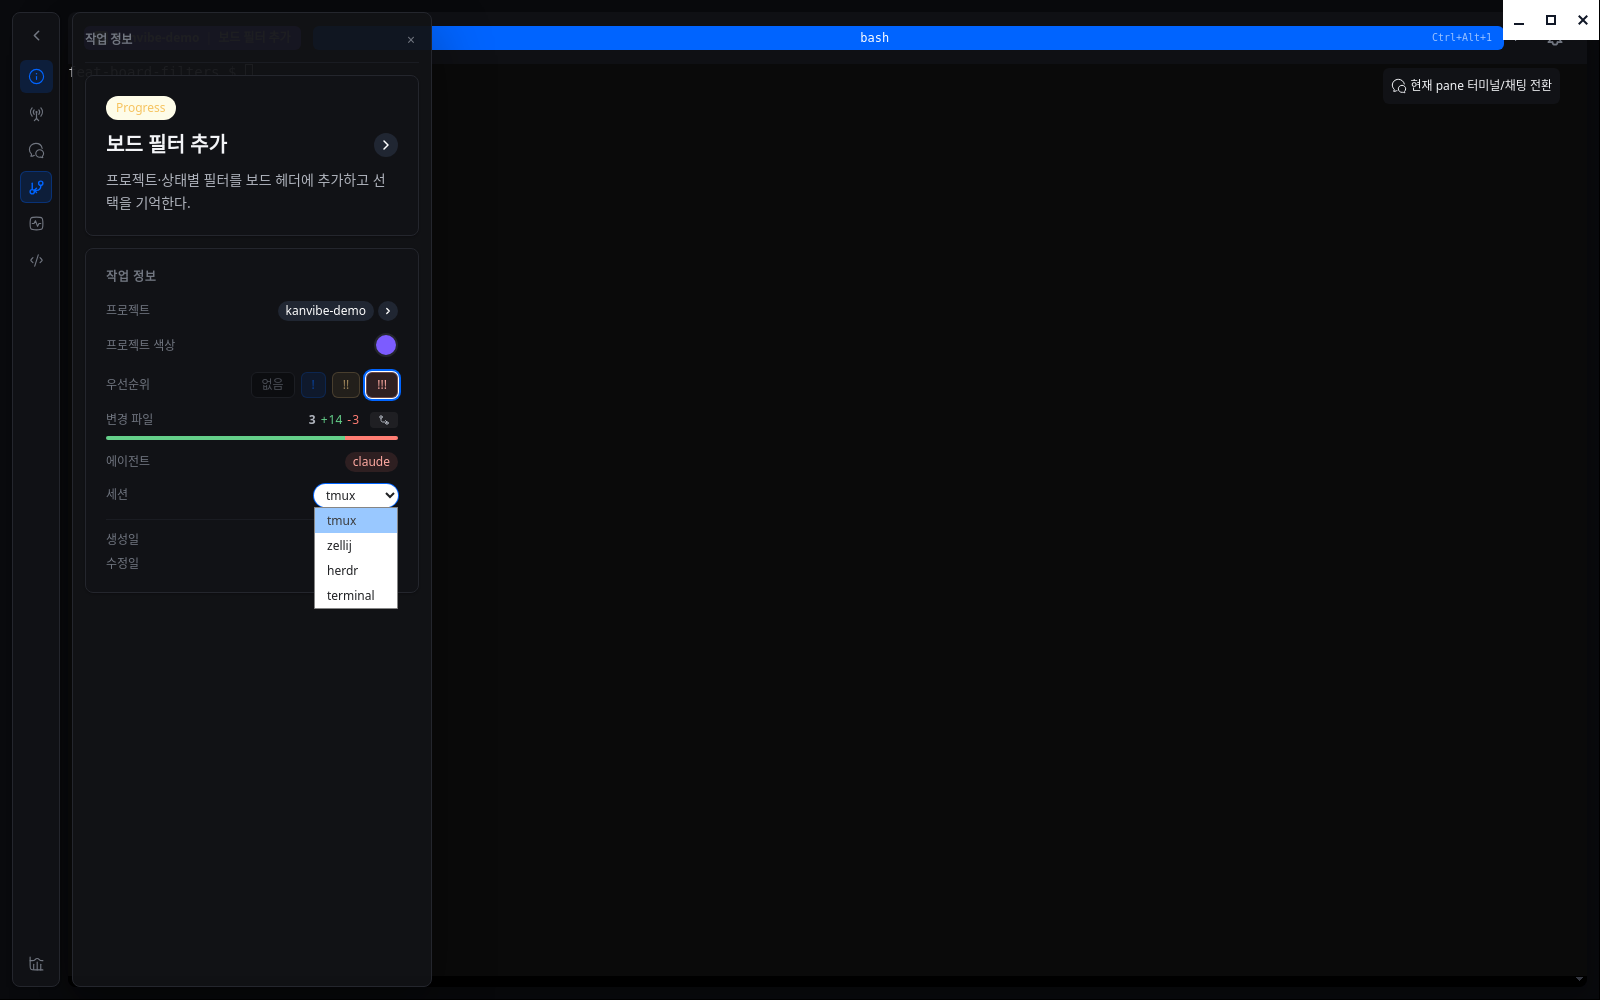 작업 정보
×
bash
Ctrl+Alt+1
feat-board-filters $
현재 pane 터미널/채팅 전환
Progress
보드 필터 추가
프로젝트·상태별 필터를 보드 헤더에 추가하고 선
택을 기억한다.
작업 정보
프로젝트
kanvibe-demo
프로젝트 색상
우선순위
없음
!
!!
!!!
변경 파일
3 +14 -3
에이전트
claude
세션
tmux
tmux
zellij
herdr
terminal
생성일
수정일